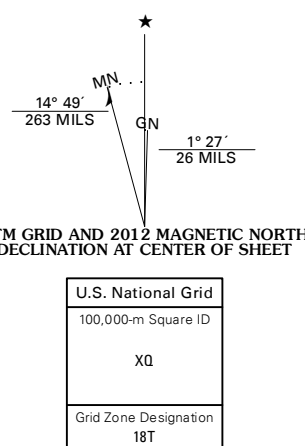 MN
GN
14° 49´
263 MILS
1° 27´
26 MILS
TM GRID AND 2012 MAGNETIC NORTH
DECLINATION AT CENTER OF SHEET
U.S. National Grid
100,000-m Square ID
XQ
Grid Zone Designation
18T